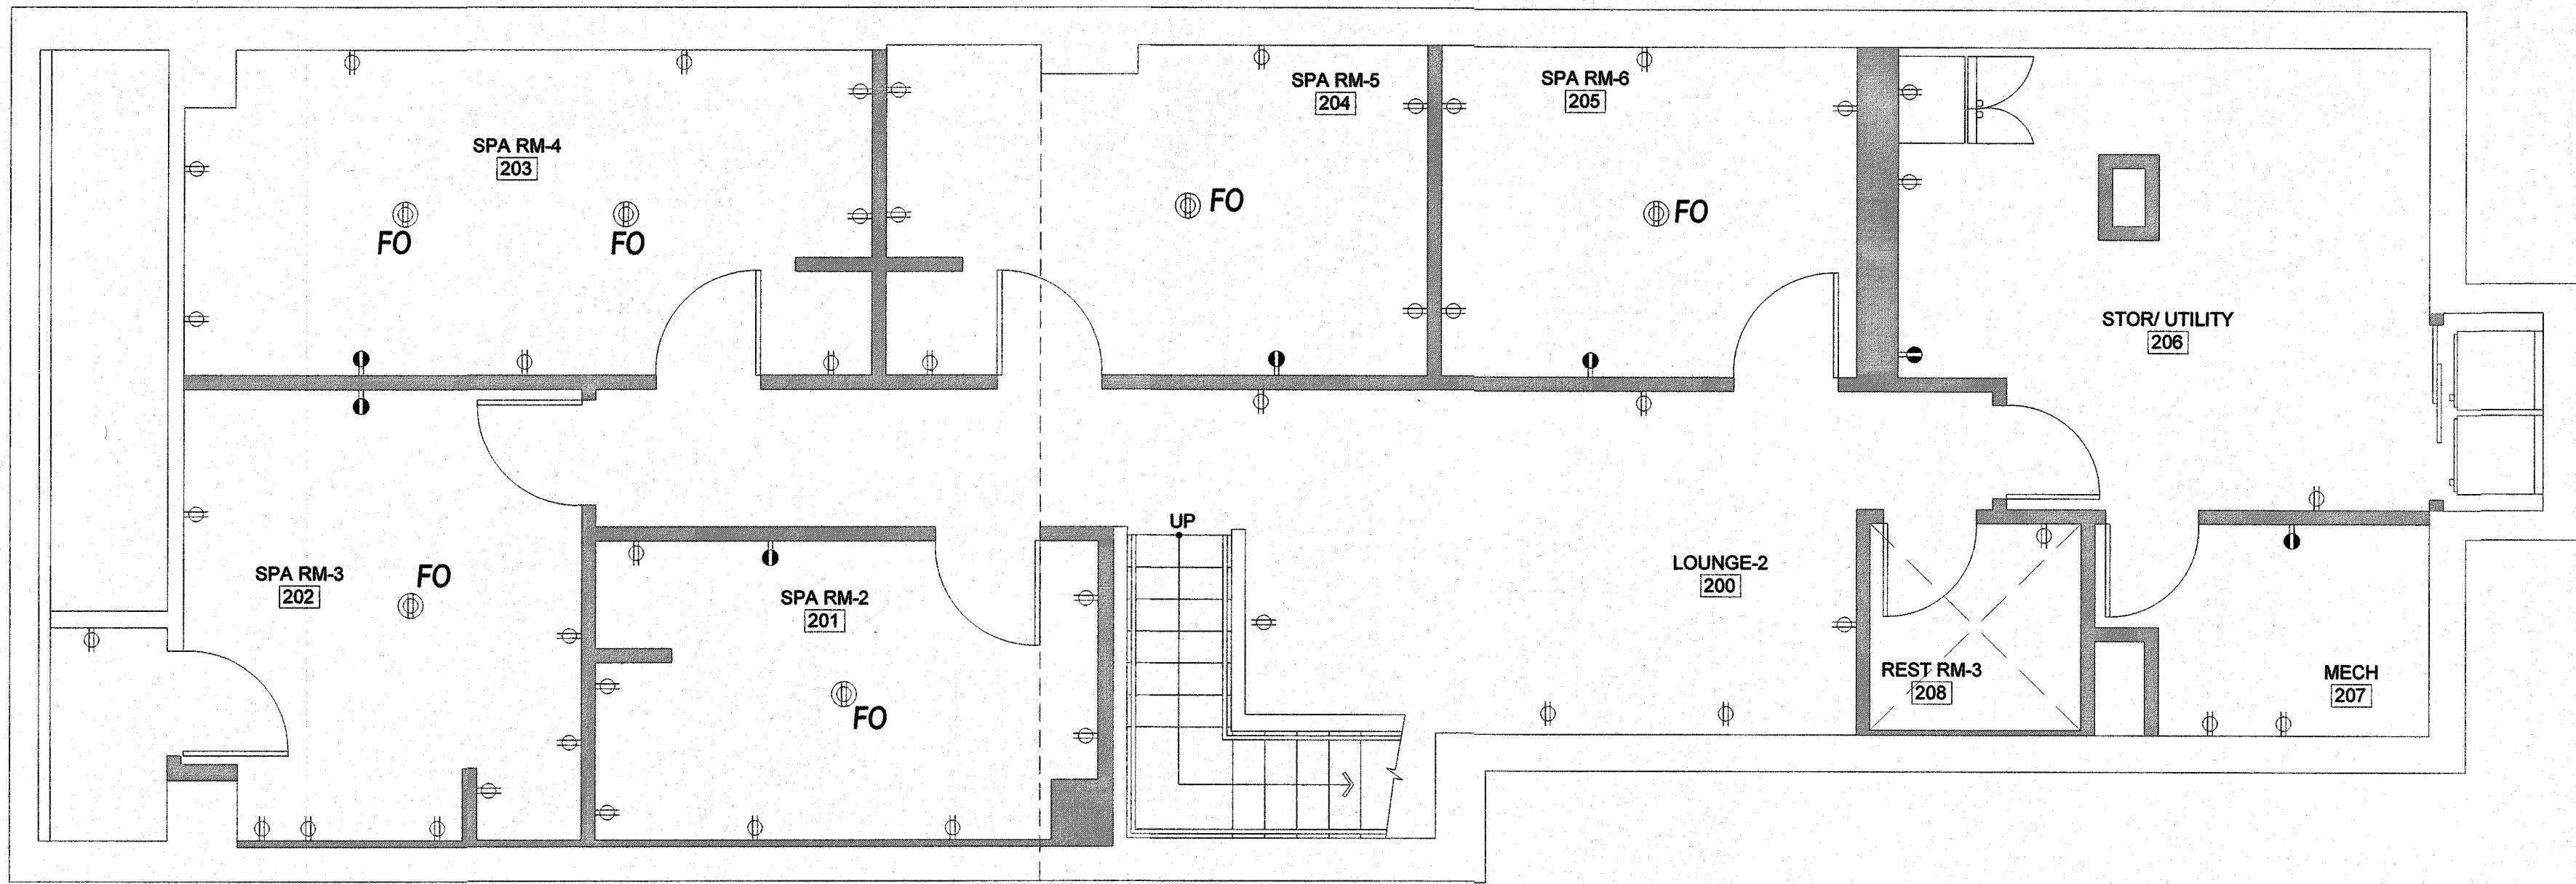 SPA RM-4
203
FO
FO
SPA RM-5
204
FO
SPA RM-6
205
FO
STOR/ UTILITY
206
SPA RM-3
202
FO
SPA RM-2
201
FO
UP
LOUNGE-2
200
REST RM-3
208
MECH
207